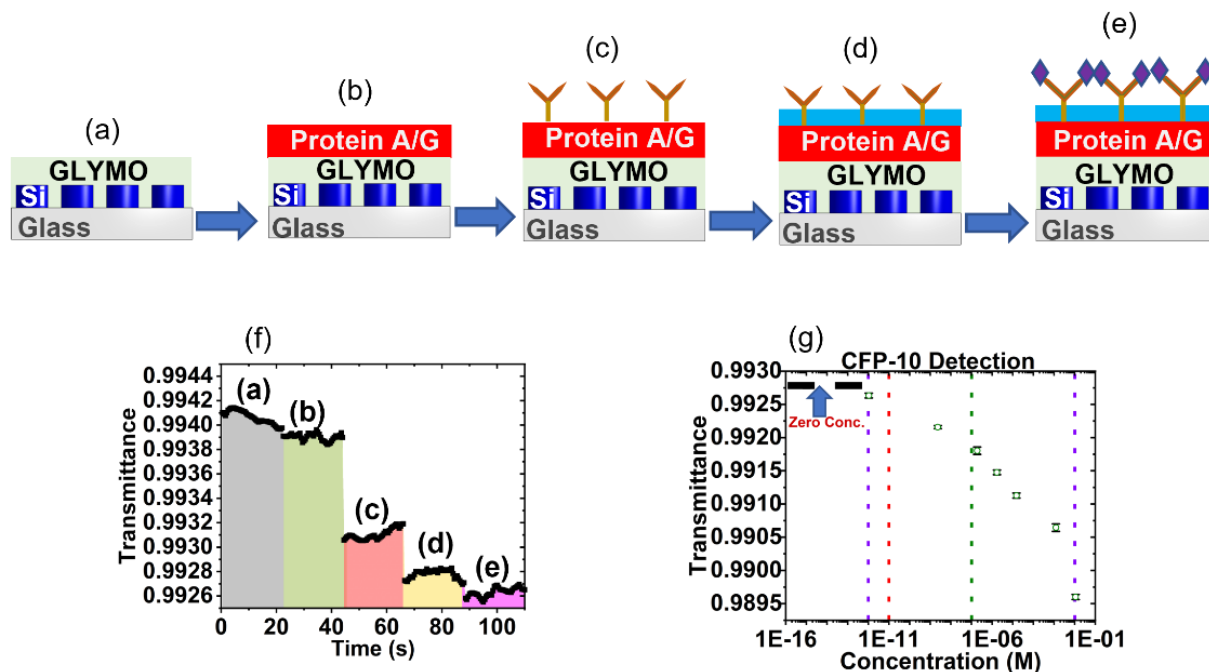 (a)
GLYMO
Si
Glass
(b)
Protein A/G
GLYMO
Si
Glass
(c)
Protein A/G
GLYMO
Si
Glass
(d)
Protein A/G
GLYMO
Si
Glass
(e)
Protein A/G
GLYMO
Si
Glass
(f)
Transmittance
0.9944
0.9942
0.9940
0.9938
0.9936
0.9934
0.9932
0.9930
0.9928
0.9926
(a)
(b)
(c)
(d)
(e)
0 20 40 60 80 100
Time (s)
(g)
CFP-10 Detection
Transmittance
0.9930
0.9925
0.9920
0.9915
0.9910
0.9905
0.9900
0.9895
Zero Conc.
1E-16 1E-11 1E-06 1E-01
Concentration (M)